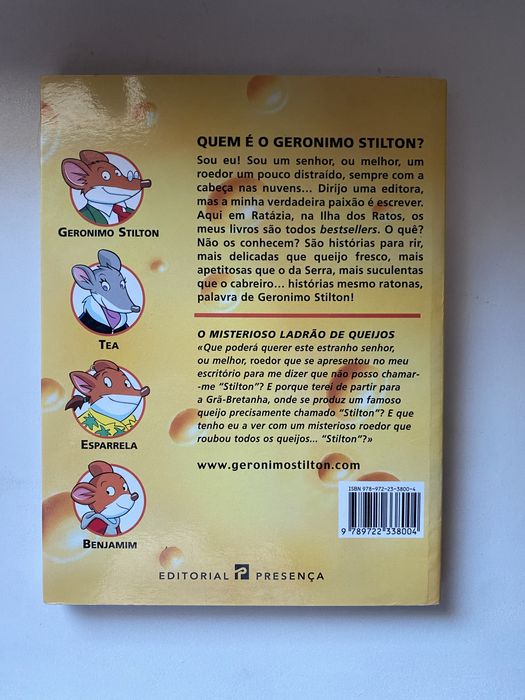 QUEM É O GERONIMO STILTON?
Sou eu! Sou um senhor, ou melhor, um
roedor um pouco distraído, sempre com a
cabeça nas nuvens... Dirijo uma editora,
mas a minha verdadeira paixão é escrever.
Aqui em Ratázia, na Ilha dos Ratos, os
meus livros são todos bestsellers. O quê?
Não os conhecem? São histórias para rir,
mais delicadas que queijo fresco, mais
apetitosas que o da Serra, mais suculentas
que o cabreiro... histórias mesmo ratonas,
palavra de Geronimo Stilton!
GERONIMO STILTON
TEA
ESPARRELA
BENJAMIM
O MISTERIOSO LADRÃO DE QUEIJOS
«Que poderá querer este estranho senhor,
ou melhor, roedor que se apresentou no meu
escritório para me dizer que não posso chamar-
-me "Stilton"? E porque terei de partir para
a Grã-Bretanha, onde se produz um famoso
queijo precisamente chamado "Stilton"? E que
tenho eu a ver com um misterioso roedor que
roubou todos os queijos... "Stilton"?»
www.geronimostilton.com
ISBN 978-972-23-3800-4
9 789722 338004
EDITORIAL PRESENÇA